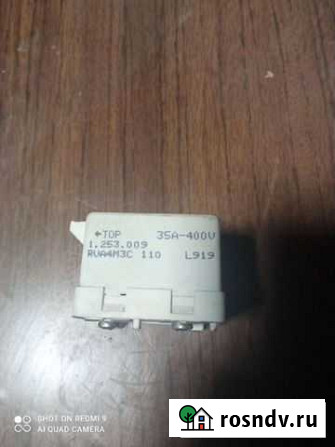 ←TOP 35A-400V
1.253.009
RVA4M3C 110 L919
SHOT ON REDMI 9
AI QUAD CAMERA
rosndv.ru